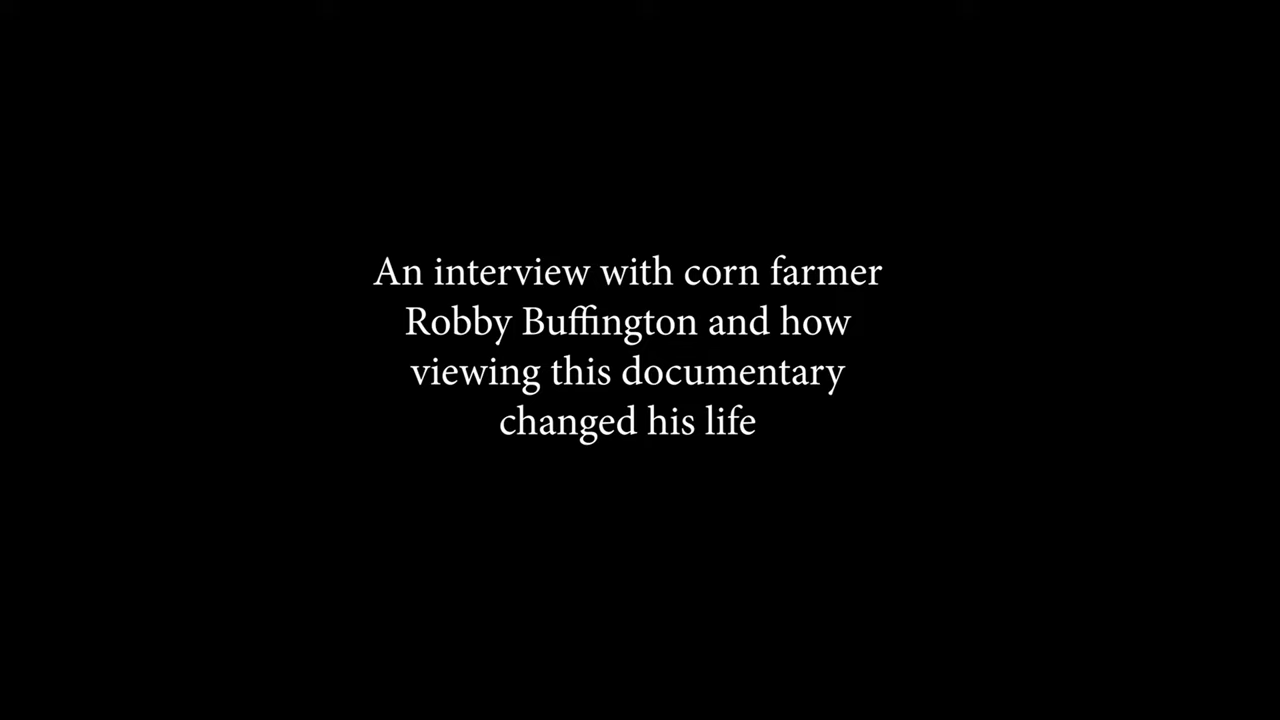 An interview with corn farmer
Robby Buffington and how
viewing this documentary
changed his life